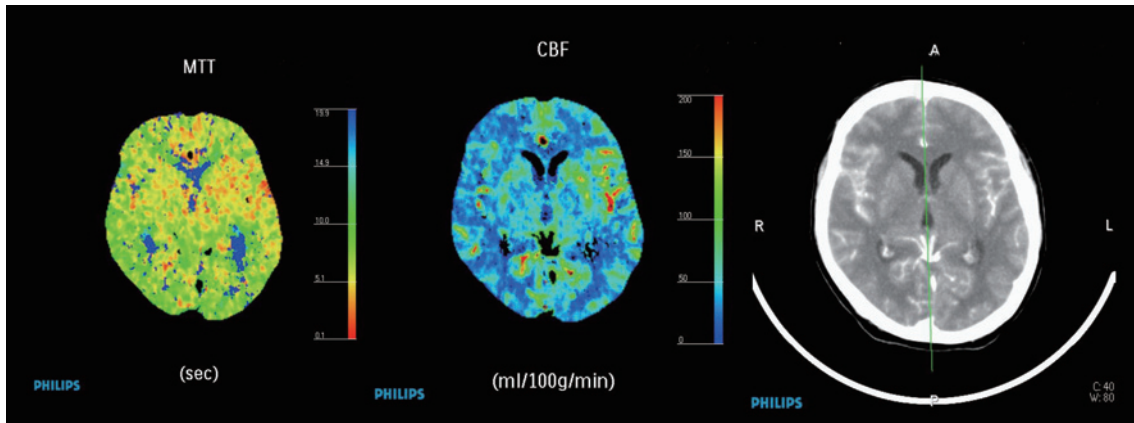 MTT
19.9
14.9
10.0
5.1
0.1
(sec)
PHILIPS
CBF
200
150
100
50
0
(ml/100g/min)
PHILIPS
A
R
L
P
C:40
W:80
PHILIPS